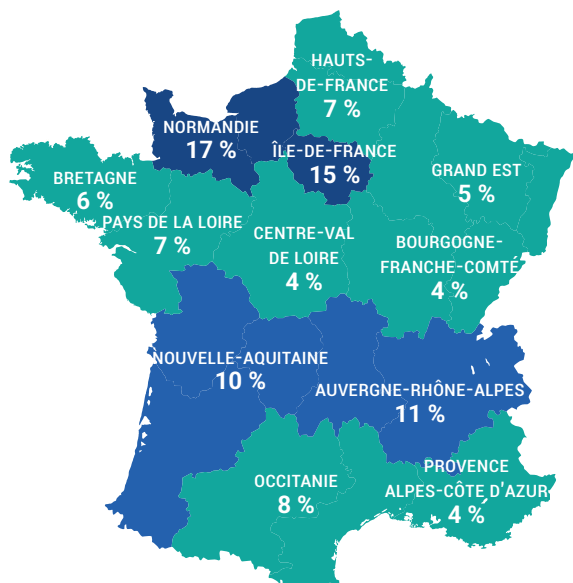 HAUTS-
DE-FRANCE
7 %
NORMANDIE
17 %
ÎLE-DE-FRANCE
15 %
GRAND EST
5 %
BRETAGNE
6 %
PAYS DE LA LOIRE
7 %
CENTRE-VAL
DE LOIRE
4 %
BOURGOGNE-
FRANCHE-COMTÉ
4 %
NOUVELLE-AQUITAINE
10 %
AUVERGNE-RHÔNE-ALPES
11 %
OCCITANIE
8 %
PROVENCE
ALPES-CÔTE D'AZUR
4 %